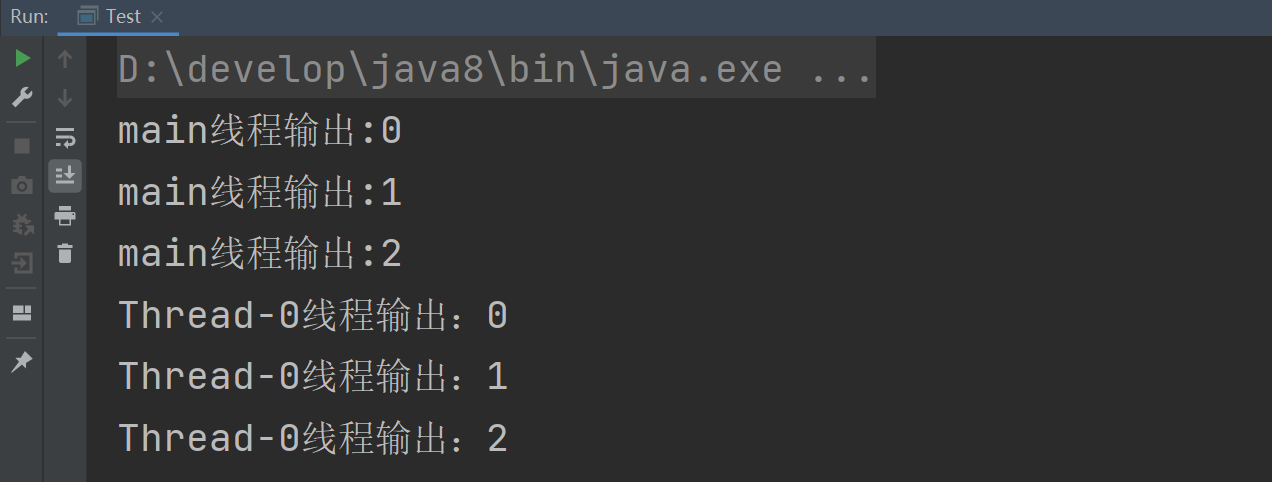 Run: Test
D:\develop\java8\bin\java.exe ...
main线程输出:0
main线程输出:1
main线程输出:2
Thread-0线程输出：0
Thread-0线程输出：1
Thread-0线程输出：2